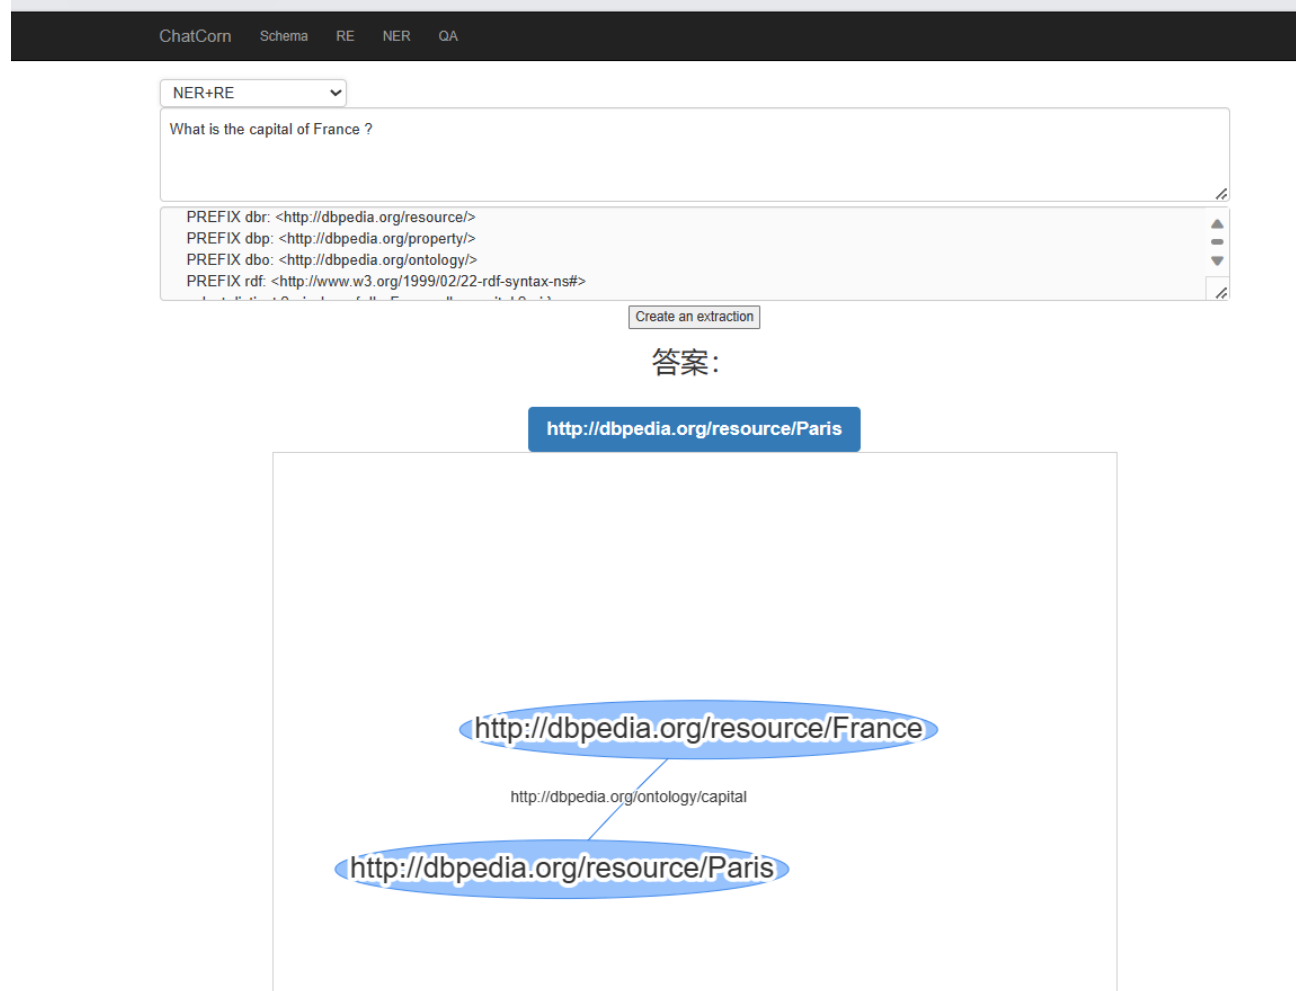 ChatCorn Schema RE NER QA
NER+RE
What is the capital of France ?
PREFIX dbr: <http://dbpedia.org/resource/>
PREFIX dbp: <http://dbpedia.org/property/>
PREFIX dbo: <http://dbpedia.org/ontology/>
PREFIX rdf: <http://www.w3.org/1999/02/22-rdf-syntax-ns#>
Create an extraction
答案：
http://dbpedia.org/resource/Paris
http://dbpedia.org/resource/France
http://dbpedia.org/ontology/capital
http://dbpedia.org/resource/Paris